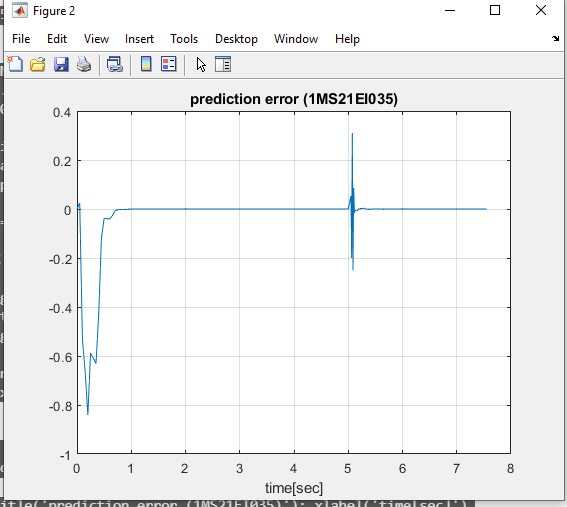 Figure 2
File Edit View Insert Tools Desktop Window Help
prediction error (1MS21EI035)
0.4
0.2
0
-0.2
-0.4
-0.6
-0.8
-1
0 1 2 3 4 5 6 7 8
time[sec]
itle('prediction error (1MS21EI035)'); xlabel('time[sec]')